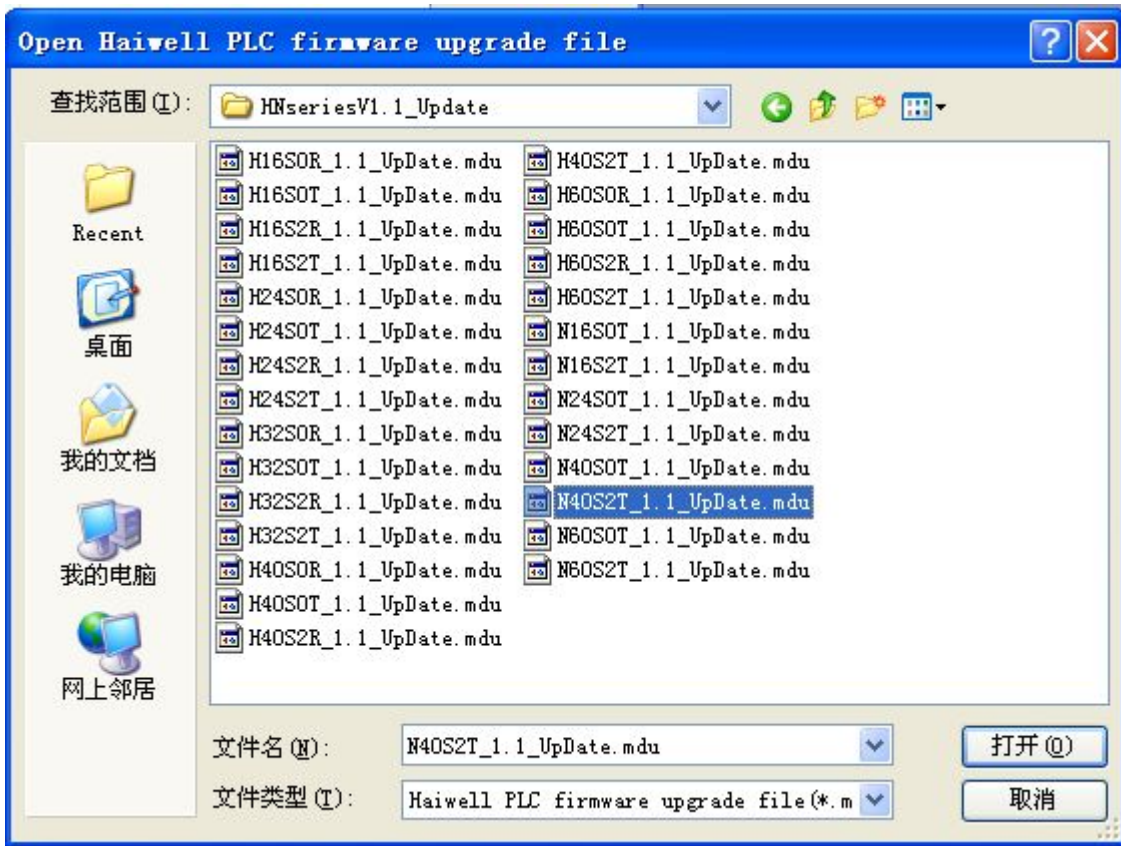 Open Haiwell PLC firmware upgrade file
查找范围(I):
HNseriesV1.1_Update
Recent
桌面
我的文档
我的电脑
网上邻居
H16S0R_1.1_UpDate.mdu
H16S0T_1.1_UpDate.mdu
H16S2R_1.1_UpDate.mdu
H16S2T_1.1_UpDate.mdu
H24S0R_1.1_UpDate.mdu
H24S0T_1.1_UpDate.mdu
H24S2R_1.1_UpDate.mdu
H24S2T_1.1_UpDate.mdu
H32S0R_1.1_UpDate.mdu
H32S0T_1.1_UpDate.mdu
H32S2R_1.1_UpDate.mdu
H32S2T_1.1_UpDate.mdu
H40S0R_1.1_UpDate.mdu
H40S0T_1.1_UpDate.mdu
H40S2R_1.1_UpDate.mdu
H40S2T_1.1_UpDate.mdu
H60S0R_1.1_UpDate.mdu
H60S0T_1.1_UpDate.mdu
H60S2R_1.1_UpDate.mdu
H60S2T_1.1_UpDate.mdu
N16S0T_1.1_UpDate.mdu
N16S2T_1.1_UpDate.mdu
N24S0T_1.1_UpDate.mdu
N24S2T_1.1_UpDate.mdu
N40S0T_1.1_UpDate.mdu
N40S2T_1.1_UpDate.mdu
N60S0T_1.1_UpDate.mdu
N60S2T_1.1_UpDate.mdu
文件名(N):
N40S2T_1.1_UpDate.mdu
打开(O)
文件类型(T):
Haiwell PLC firmware upgrade file(*.m
取消